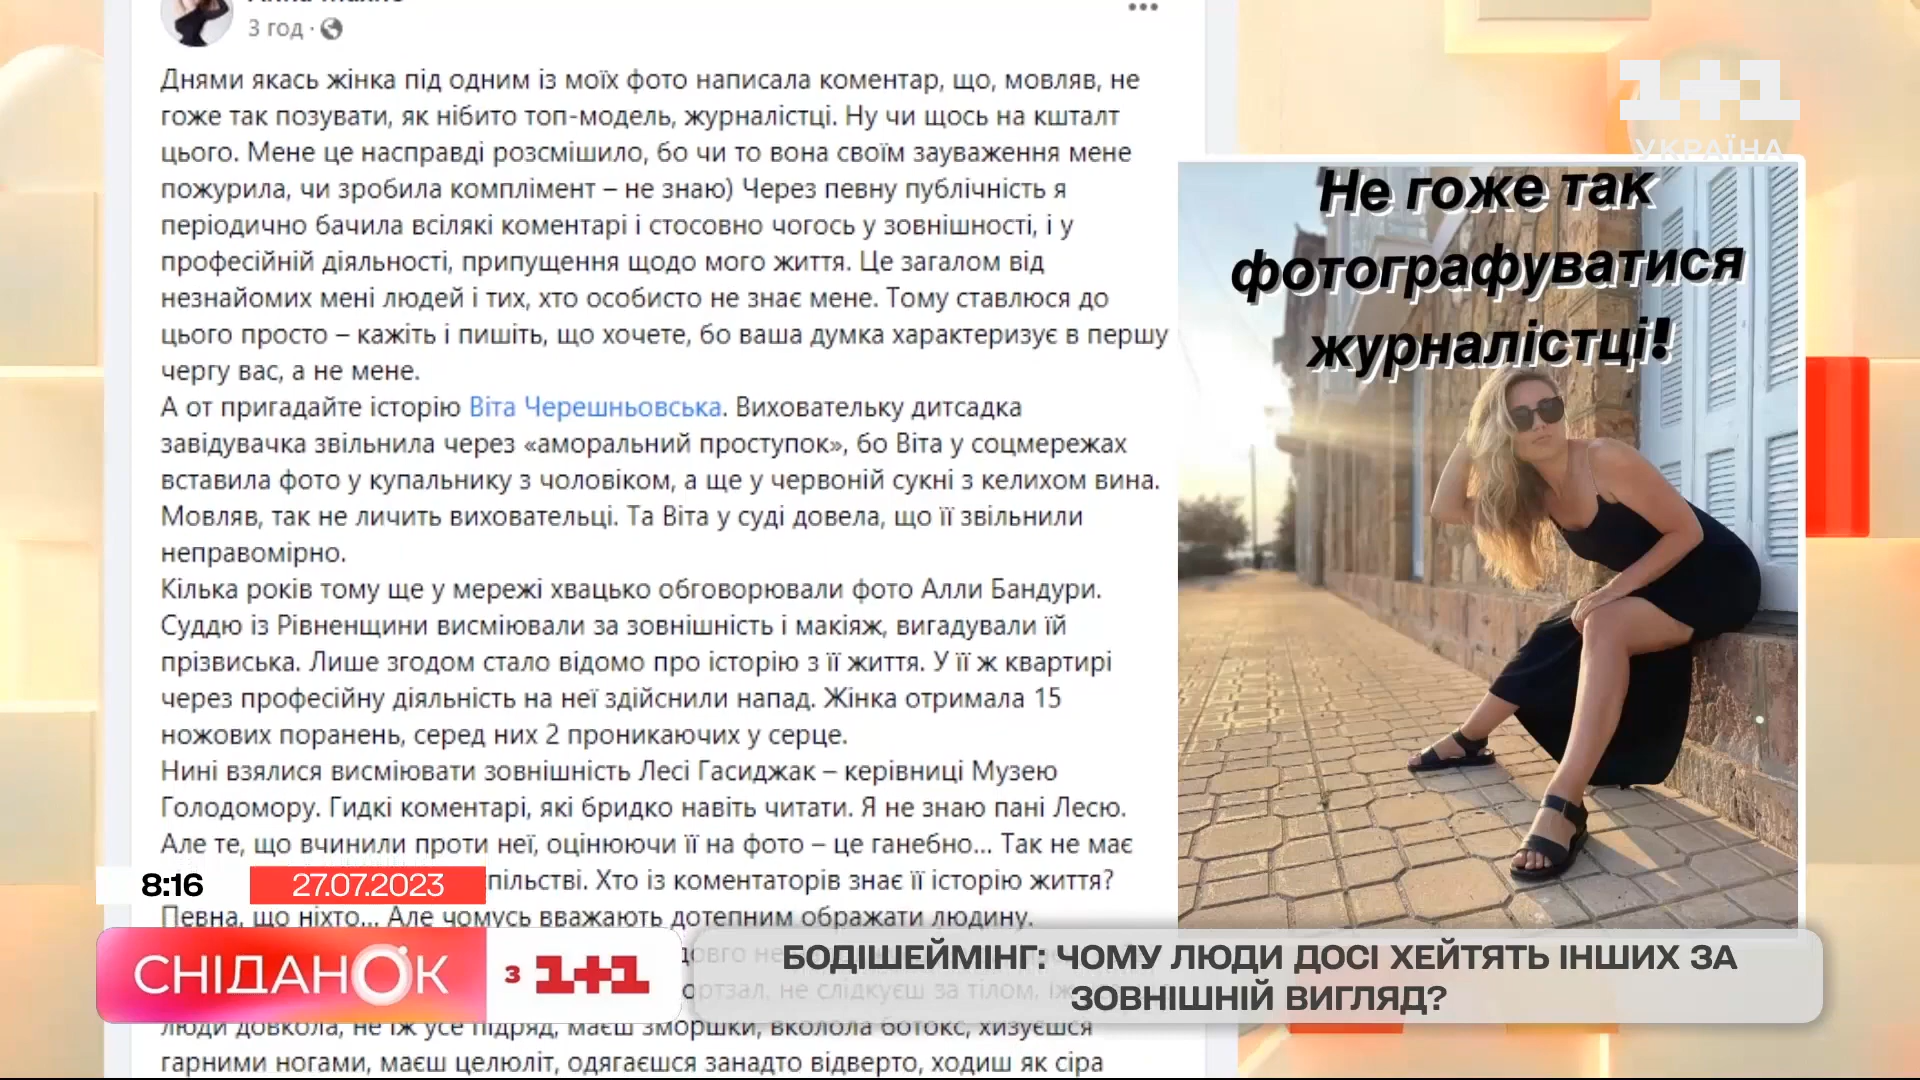 3 год
Днями якась жінка під одним із моїх фото написала коментар, що, мовляв, не
гоже так позувати, як нібито топ-модель, журналістці. Ну чи щось на кшталт
цього. Мене це насправді розсмішило, бо чи то вона своїм зауваження мене
пожурила, чи зробила комплімент – не знаю) Через певну публічність я
періодично бачила всілякі коментарі і стосовно чогось у зовнішності, і у
професійній діяльності, припущення щодо мого життя. Це загалом від
незнайомих мені людей і тих, хто особисто не знає мене. Тому ставлюся до
цього просто – кажіть і пишіть, що хочете, бо ваша думка характеризує в першу
чергу вас, а не мене.
А от пригадайте історію Віта Черешньовська. Виховательку дитсадка
завідувачка звільнила через «аморальний проступок», бо Віта у соцмережах
вставила фото у купальнику з чоловіком, а ще у червоній сукні з келихом вина.
Мовляв, так не личить виховательці. Та Віта у суді довела, що її звільнили
неправомірно.
Кілька років тому ще у мережі хвацько обговорювали фото Алли Бандури.
Суддю із Рівненщини висміювали за зовнішність і макіяж, вигадували їй
прізвиська. Лише згодом стало відомо про історію з її життя. У її ж квартирі
через професійну діяльність на неї здійснили напад. Жінка отримала 15
ножових поранень, серед них 2 проникаючих у серце.
Нині взялися висміювати зовнішність Лесі Гасиджак – керівниці Музею
Голодомору. Гидкі коментарі, які бридко навіть читати. Я не знаю пані Лесю.
Але те, що вчинили проти неї, оцінюючи її на фото – це ганебно... Так не має
пільстві. Хто із коментаторів знає її історію життя?
Певна, що ніхто... Але чомусь вважають дотепним ображати людину.
не слідкуєш за тілом,
люди довкола, не їж усе підряд, маєш зморшки, вколола ботокс, хизуєшся
гарними ногами, маєш целюліт, одягаєшся занадто відверто, ходиш як сіра
1+1
УКРАЇНА
Не гоже так
фотографуватися
журналістці!
8:16
27.07.2023
СНІДАНОК
З 1+1
БОДІШЕЙМІНГ: ЧОМУ ЛЮДИ ДОСІ ХЕЙТЯТЬ ІНШИХ ЗА
ЗОВНІШНІЙ ВИГЛЯД?